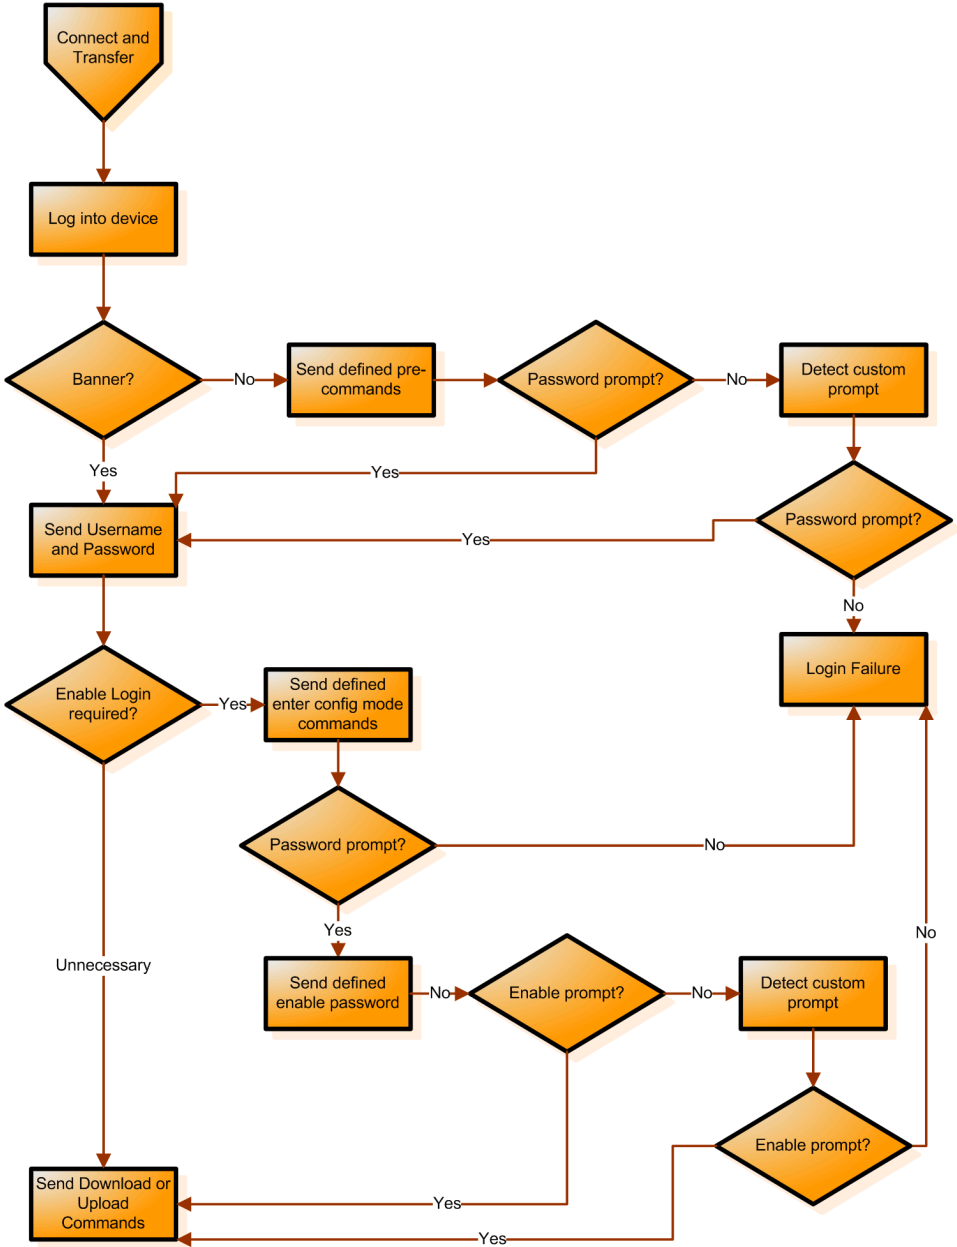 Connect and
Transfer
Log into device
Banner?
No
Send defined pre-
commands
Password prompt?
No
Detect custom
prompt
Yes
Yes
Send Username
and Password
Yes
Password prompt?
No
Login Failure
Enable Login
required?
Yes
Send defined
enter config mode
commands
Password prompt?
No
Yes
No
Unnecessary
Send defined
enable password
No
Enable prompt?
No
Detect custom
prompt
Enable prompt?
Send Download or
Upload
Commands
Yes
Yes